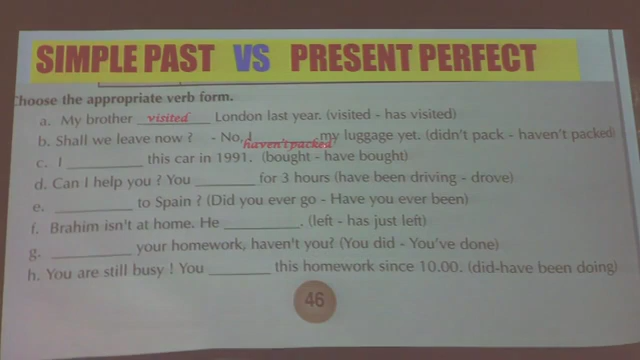 SIMPLE PAST VS PRESENT PERFECT
Choose the appropriate verb form.
a. My brother visited London last year. (visited - has visited)
b. Shall we leave now ? - No, I haven't packed my luggage yet. (didn't pack - haven't packed)
c. I ________ this car in 1991. (bought - have bought)
d. Can I help you ? You ________ for 3 hours (have been driving - drove)
e. ________ to Spain ? (Did you ever go - Have you ever been)
f. Brahim isn't at home. He ________. (left - has just left)
g. ________ your homework, haven't you? (You did - You've done)
h. You are still busy ! You ________ this homework since 10.00. (did-have been doing)
46